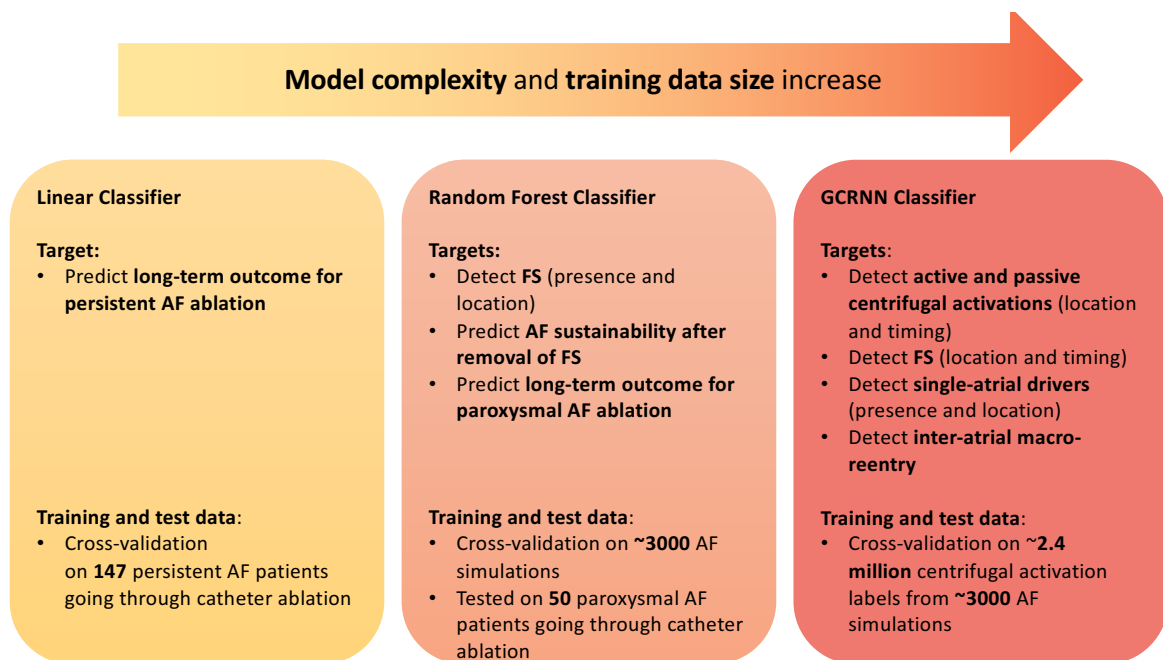 Model complexity and training data size increase
Linear Classifier
Target:
• Predict long-term outcome for
persistent AF ablation
Training and test data:
• Cross-validation
on 147 persistent AF patients
going through catheter ablation
Random Forest Classifier
Targets:
• Detect FS (presence and
location)
• Predict AF sustainability after
removal of FS
• Predict long-term outcome for
paroxysmal AF ablation
Training and test data:
• Cross-validation on ~3000 AF
simulations
• Tested on 50 paroxysmal AF
patients going through catheter
ablation
GCRNN Classifier
Targets:
• Detect active and passive
centrifugal activations (location
and timing)
• Detect FS (location and timing)
• Detect single-atrial drivers
(presence and location)
• Detect inter-atrial macro-
reentry
Training and test data:
• Cross-validation on ~2.4
million centrifugal activation
labels from ~3000 AF
simulations